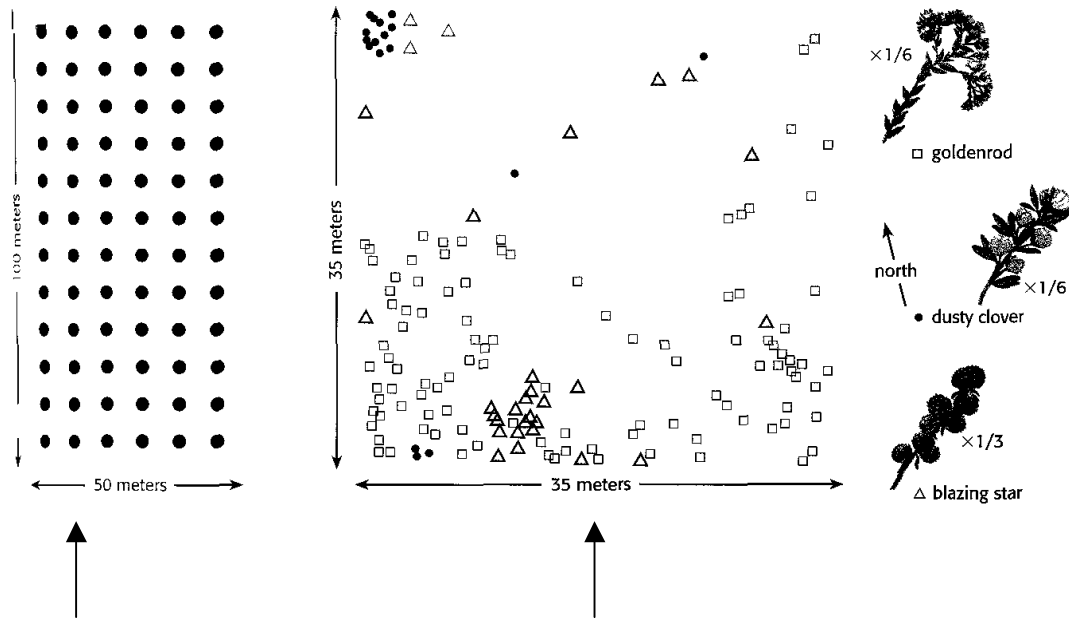 100 meters
50 meters
35 meters
35 meters
×1/6
goldenrod
north
×1/6
dusty clover
×1/3
blazing star